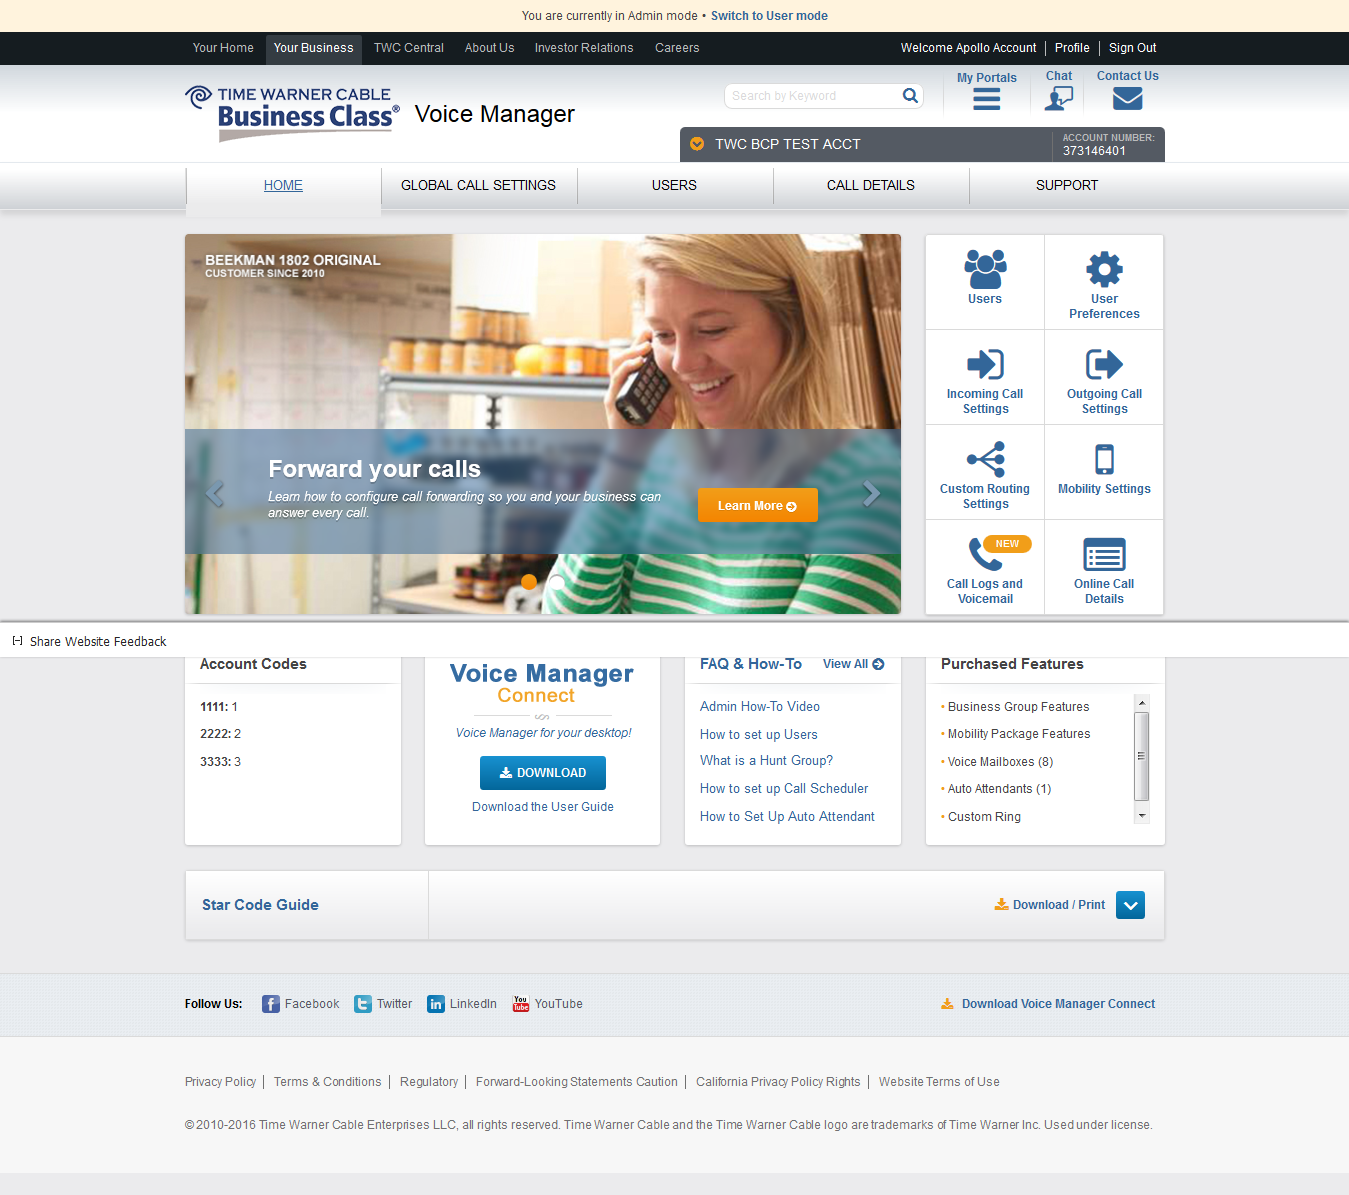 You are currently in Admin mode • Switch to User mode
Your Home Your Business TWC Central About Us Investor Relations Careers Welcome Apollo Account Profile Sign Out
TIME WARNER CABLE
Business Class®
Voice Manager
Search by Keyword
My Portals
Chat
Contact Us
TWC BCP TEST ACCT
ACCOUNT NUMBER:
373146401
HOME GLOBAL CALL SETTINGS USERS CALL DETAILS SUPPORT
BEEKMAN 1802 ORIGINAL
CUSTOMER SINCE 2010
Forward your calls
Learn how to configure call forwarding so you and your business can
answer every call.
Learn More
Users
User
Preferences
Incoming Call
Settings
Outgoing Call
Settings
Custom Routing
Settings
Mobility Settings
NEW
Call Logs and
Voicemail
Online Call
Details
Share Website Feedback
Account Codes
1111: 1
2222: 2
3333: 3
Voice Manager
Connect
Voice Manager for your desktop!
DOWNLOAD
Download the User Guide
FAQ & How-To View All
Admin How-To Video
How to set up Users
What is a Hunt Group?
How to set up Call Scheduler
How to Set Up Auto Attendant
Purchased Features
• Business Group Features
• Mobility Package Features
• Voice Mailboxes (8)
• Auto Attendants (1)
• Custom Ring
Star Code Guide
Download / Print
Follow Us: Facebook Twitter LinkedIn YouTube
Download Voice Manager Connect
Privacy Policy Terms & Conditions Regulatory Forward-Looking Statements Caution California Privacy Policy Rights Website Terms of Use
© 2010-2016 Time Warner Cable Enterprises LLC, all rights reserved. Time Warner Cable and the Time Warner Cable logo are trademarks of Time Warner Inc. Used under license.